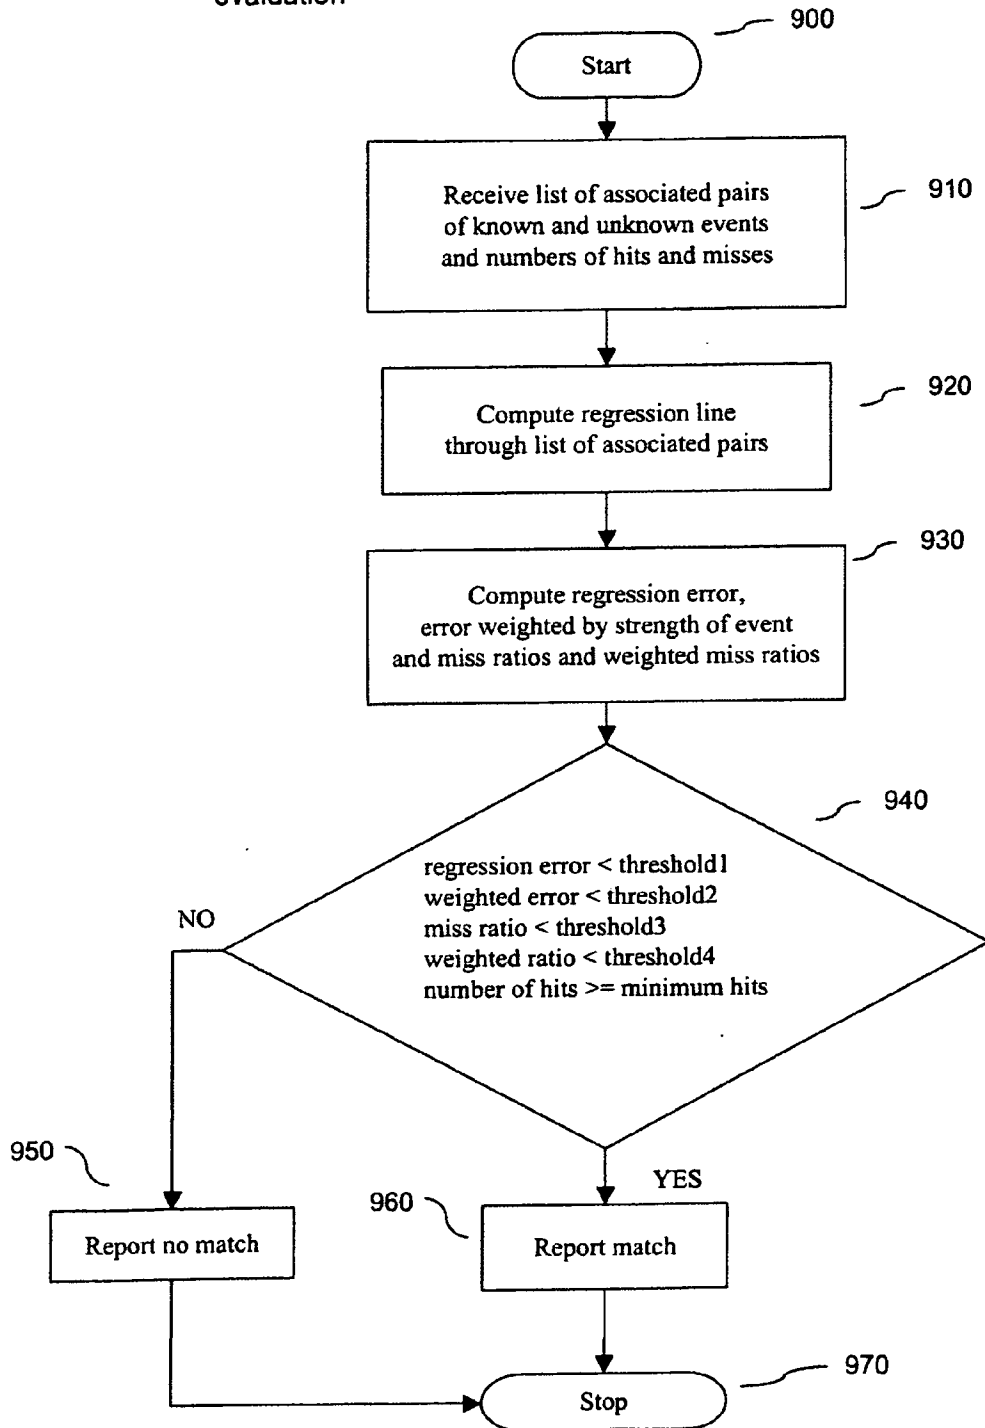 evaluation
900
Start
910
Receive list of associated pairs
of known and unknown events
and numbers of hits and misses
920
Compute regression line
through list of associated pairs
930
Compute regression error,
error weighted by strength of event
and miss ratios and weighted miss ratios
940
regression error < threshold1
weighted error < threshold2
miss ratio < threshold3
weighted ratio < threshold4
number of hits >= minimum hits
NO
YES
950
Report no match
960
Report match
970
Stop